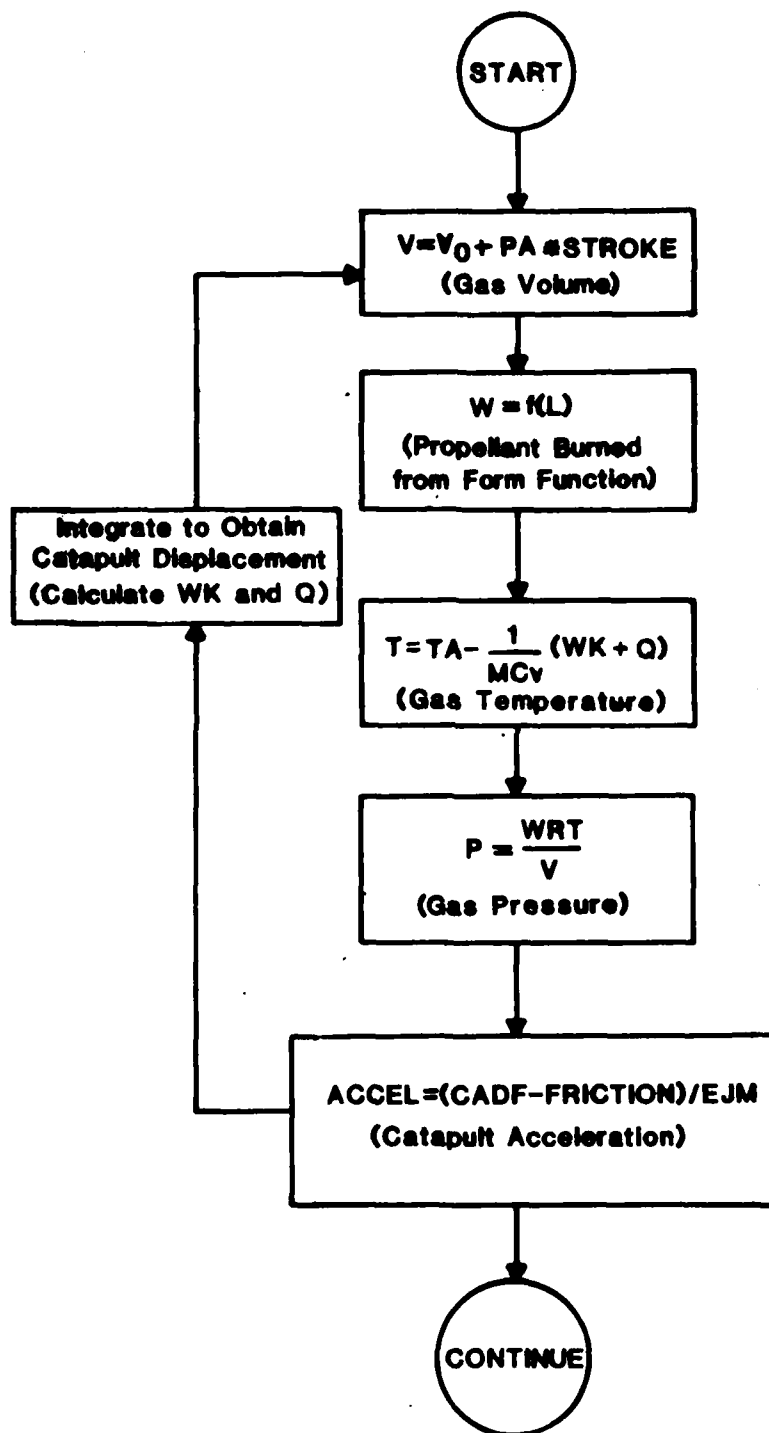 START
V=V₀+ PA *STROKE
(Gas Volume)
W = f(L)
(Propellant Burned
from Form Function)
Integrate to Obtain
Catapult Displacement
(Calculate WK and Q)
T=TA- 1/MCv (WK + Q)
(Gas Temperature)
P = WRT/V
(Gas Pressure)
ACCEL=(CADF-FRICTION)/EJM
(Catapult Acceleration)
CONTINUE